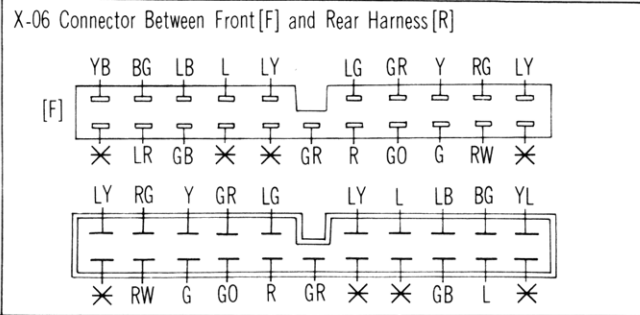 X-06 Connector Between Front[F] and Rear Harness[R]
YB BG LB L LY LG GR Y RG LY
[F]
LR GB GR R GO G RW
LY RG Y GR LG LY L LB BG YL
RW G GO R GR GB L